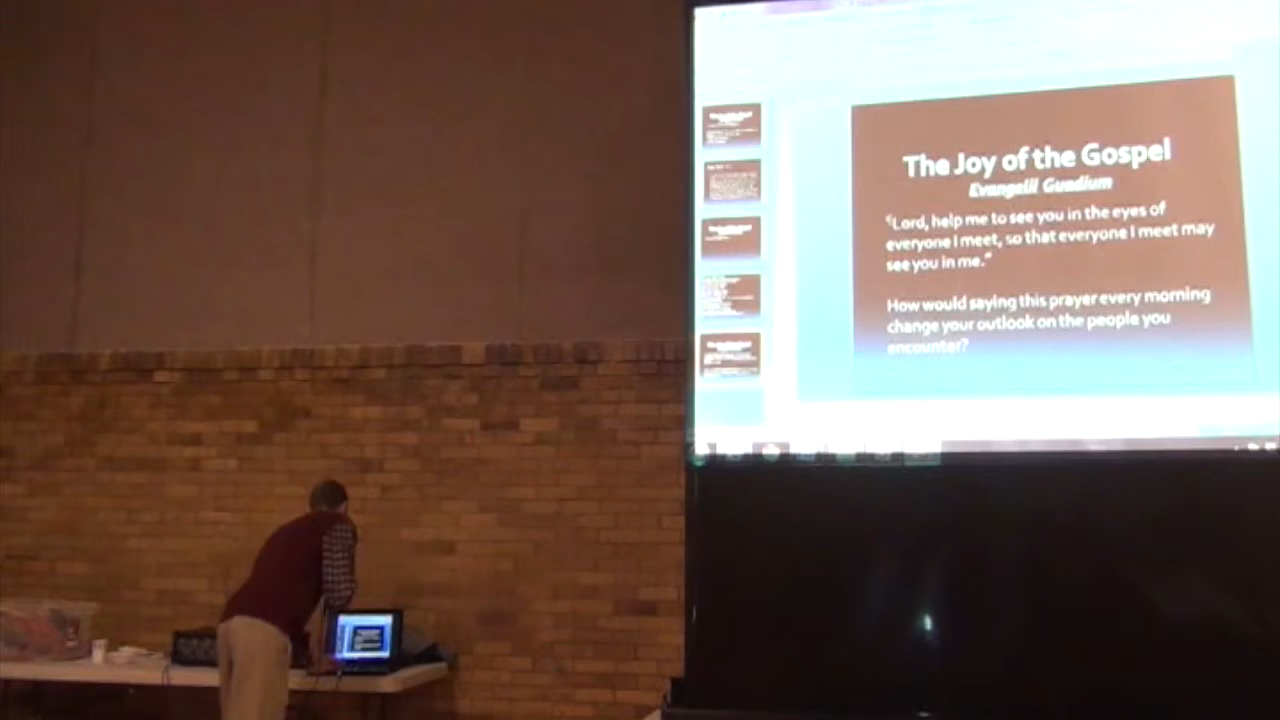 The Joy of the Gospel
Evangelii Guadium
"Lord, help me to see you in the eyes of
everyone I meet, so that everyone I meet may
see you in me."
How would saying this prayer every morning
change your outlook on the people you
encounter?